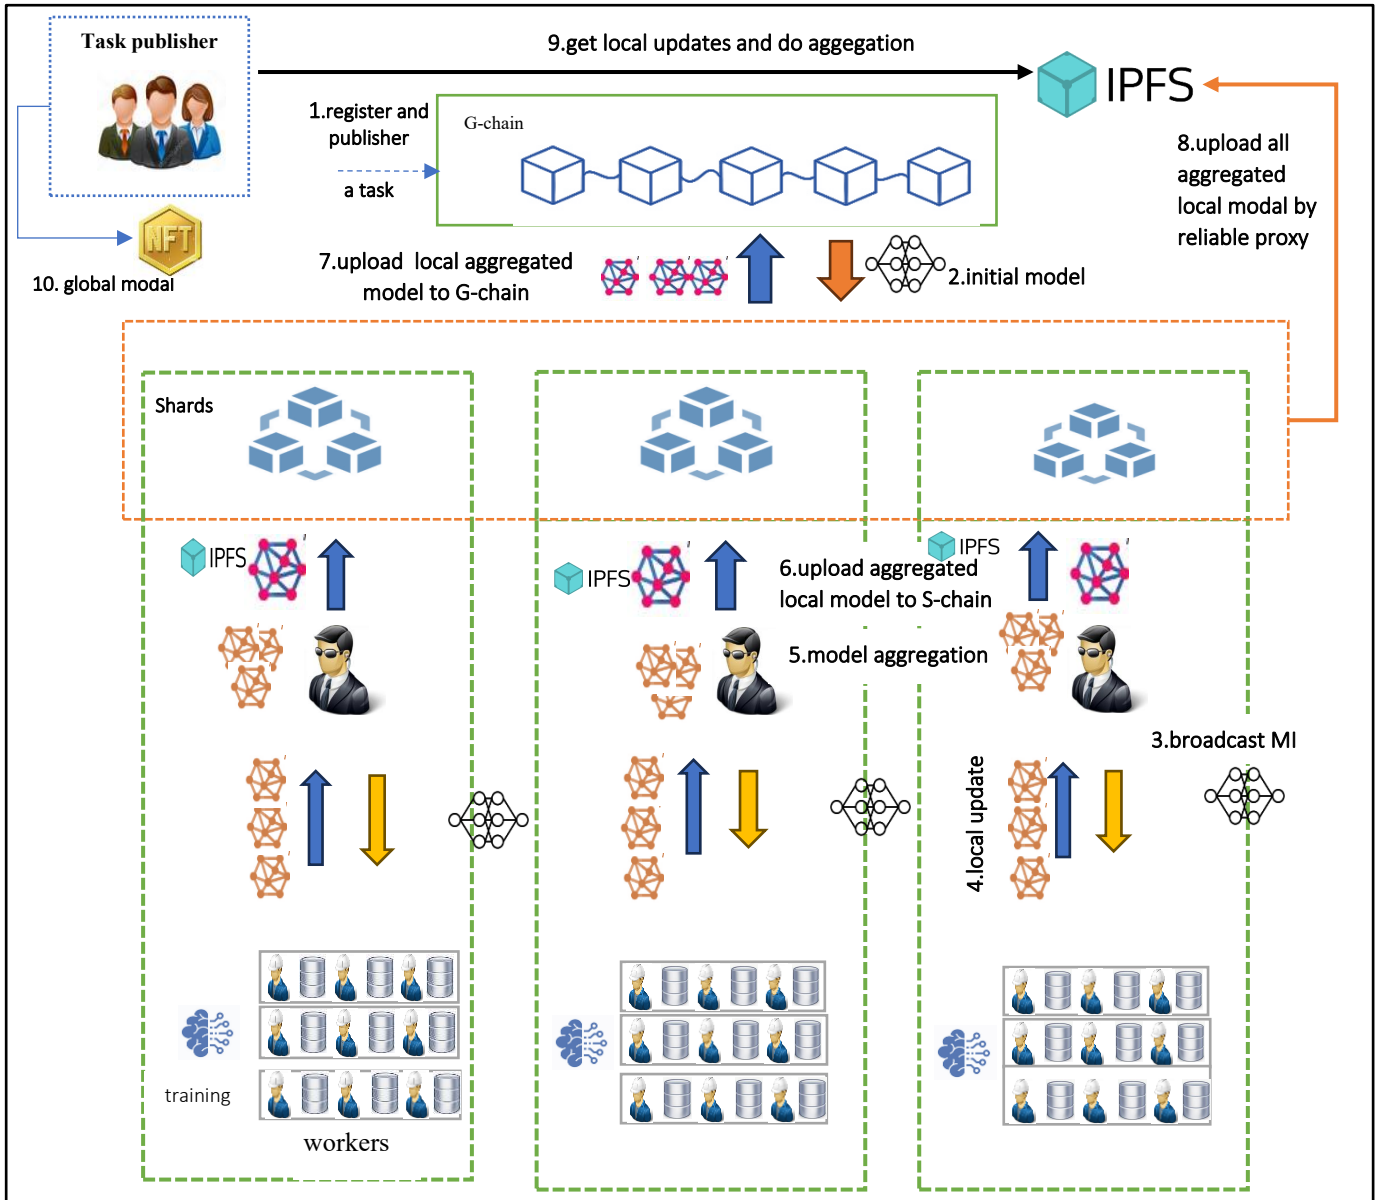 Task publisher
9.get local updates and do aggegation
IPFS
1.register and
publisher
a task
G-chain
8.upload all
aggregated
local modal by
reliable proxy
NFT
10. global modal
7.upload local aggregated
model to G-chain
2.initial model
Shards
IPFS
IPFS
IPFS
6.upload aggregated
local model to S-chain
5.model aggregation
3.broadcast MI
4.local update
training
workers